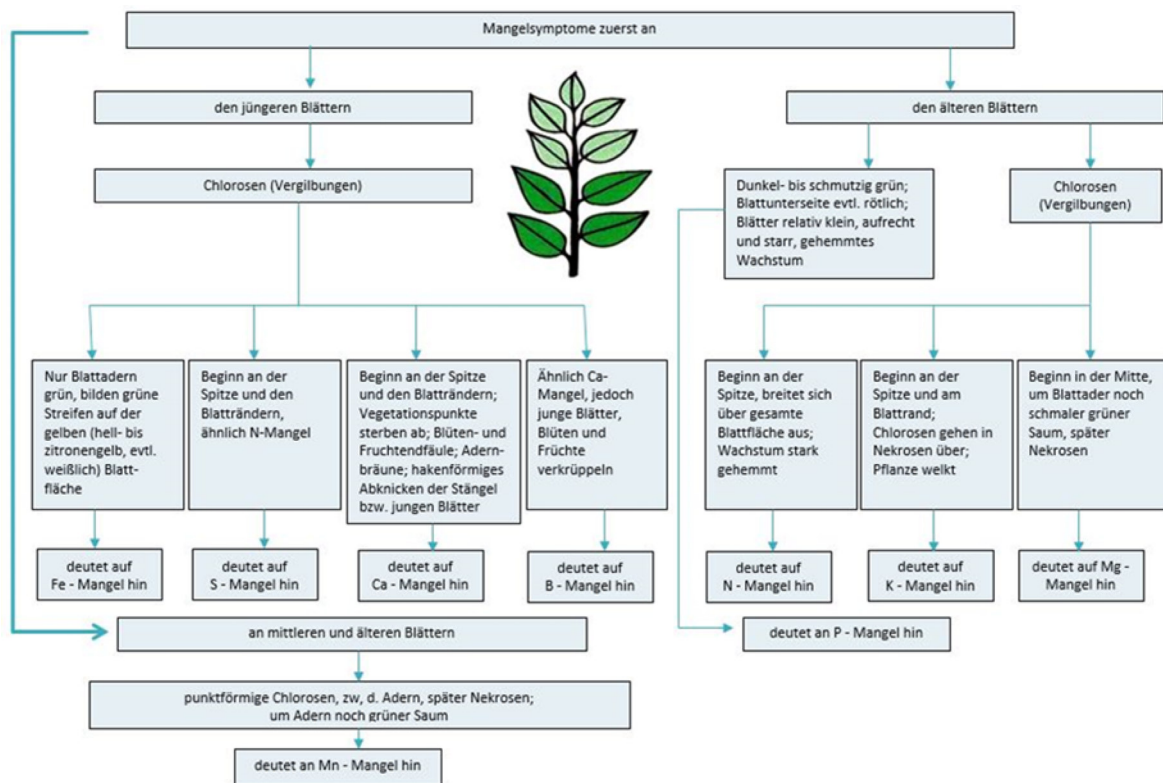 Mangelsymptome zuerst an
den jüngeren Blättern
den älteren Blättern
Chlorosen (Vergilbungen)
Dunkel- bis schmutzig grün;
Blattunterseite evtl. rötlich;
Blätter relativ klein, aufrecht
und starr, gehemmtes
Wachstum
Chlorosen
(Vergilbungen)
Nur Blattadern
grün, bilden grüne
Streifen auf der
gelben (hell- bis
zitronengelb, evtl.
weißlich) Blatt-
fläche
Beginn an der
Spitze und den
Blatträndern,
ähnlich N-Mangel
Beginn an der Spitze
und den Blatträndern;
Vegetationspunkte
sterben ab; Blüten- und
Fruchtendfäule; Adern-
bräune; hakenförmiges
Abknicken der Stängel
bzw. jungen Blätter
Ähnlich Ca-
Mangel, jedoch
junge Blätter,
Blüten und
Früchte
verkrüppeln
Beginn an der
Spitze, breitet sich
über gesamte
Blattfläche aus;
Wachstum stark
gehemmt
Beginn an der
Spitze und am
Blattrand;
Chlorosen gehen in
Nekrosen über;
Pflanze welkt
Beginn in der Mitte,
um Blattader noch
schmaler grüner
Saum, später
Nekrosen
deutet auf
Fe - Mangel hin
deutet auf
S - Mangel hin
deutet auf
Ca - Mangel hin
deutet auf
B - Mangel hin
deutet auf
N - Mangel hin
deutet auf
K - Mangel hin
deutet auf Mg -
Mangel hin
an mittleren und älteren Blättern
deutet an P - Mangel hin
punktförmige Chlorosen, zw, d. Adern, später Nekrosen;
um Adern noch grüner Saum
deutet an Mn - Mangel hin